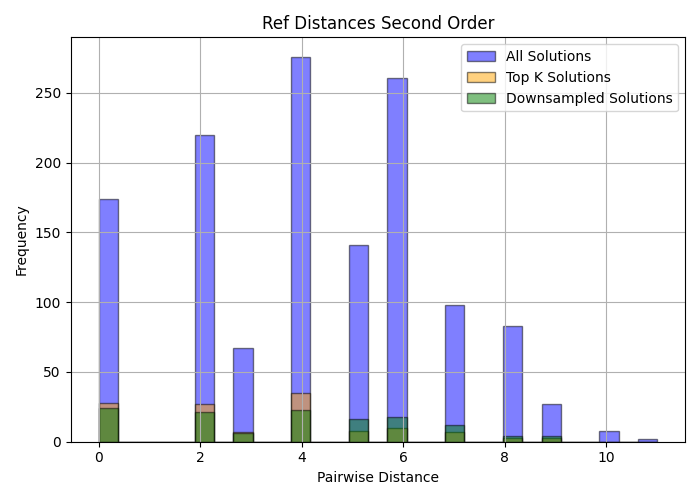 Ref Distances Second Order
All Solutions
Top K Solutions
Downsampled Solutions
Frequency
250
200
150
100
50
0
0 2 4 6 8 10
Pairwise Distance